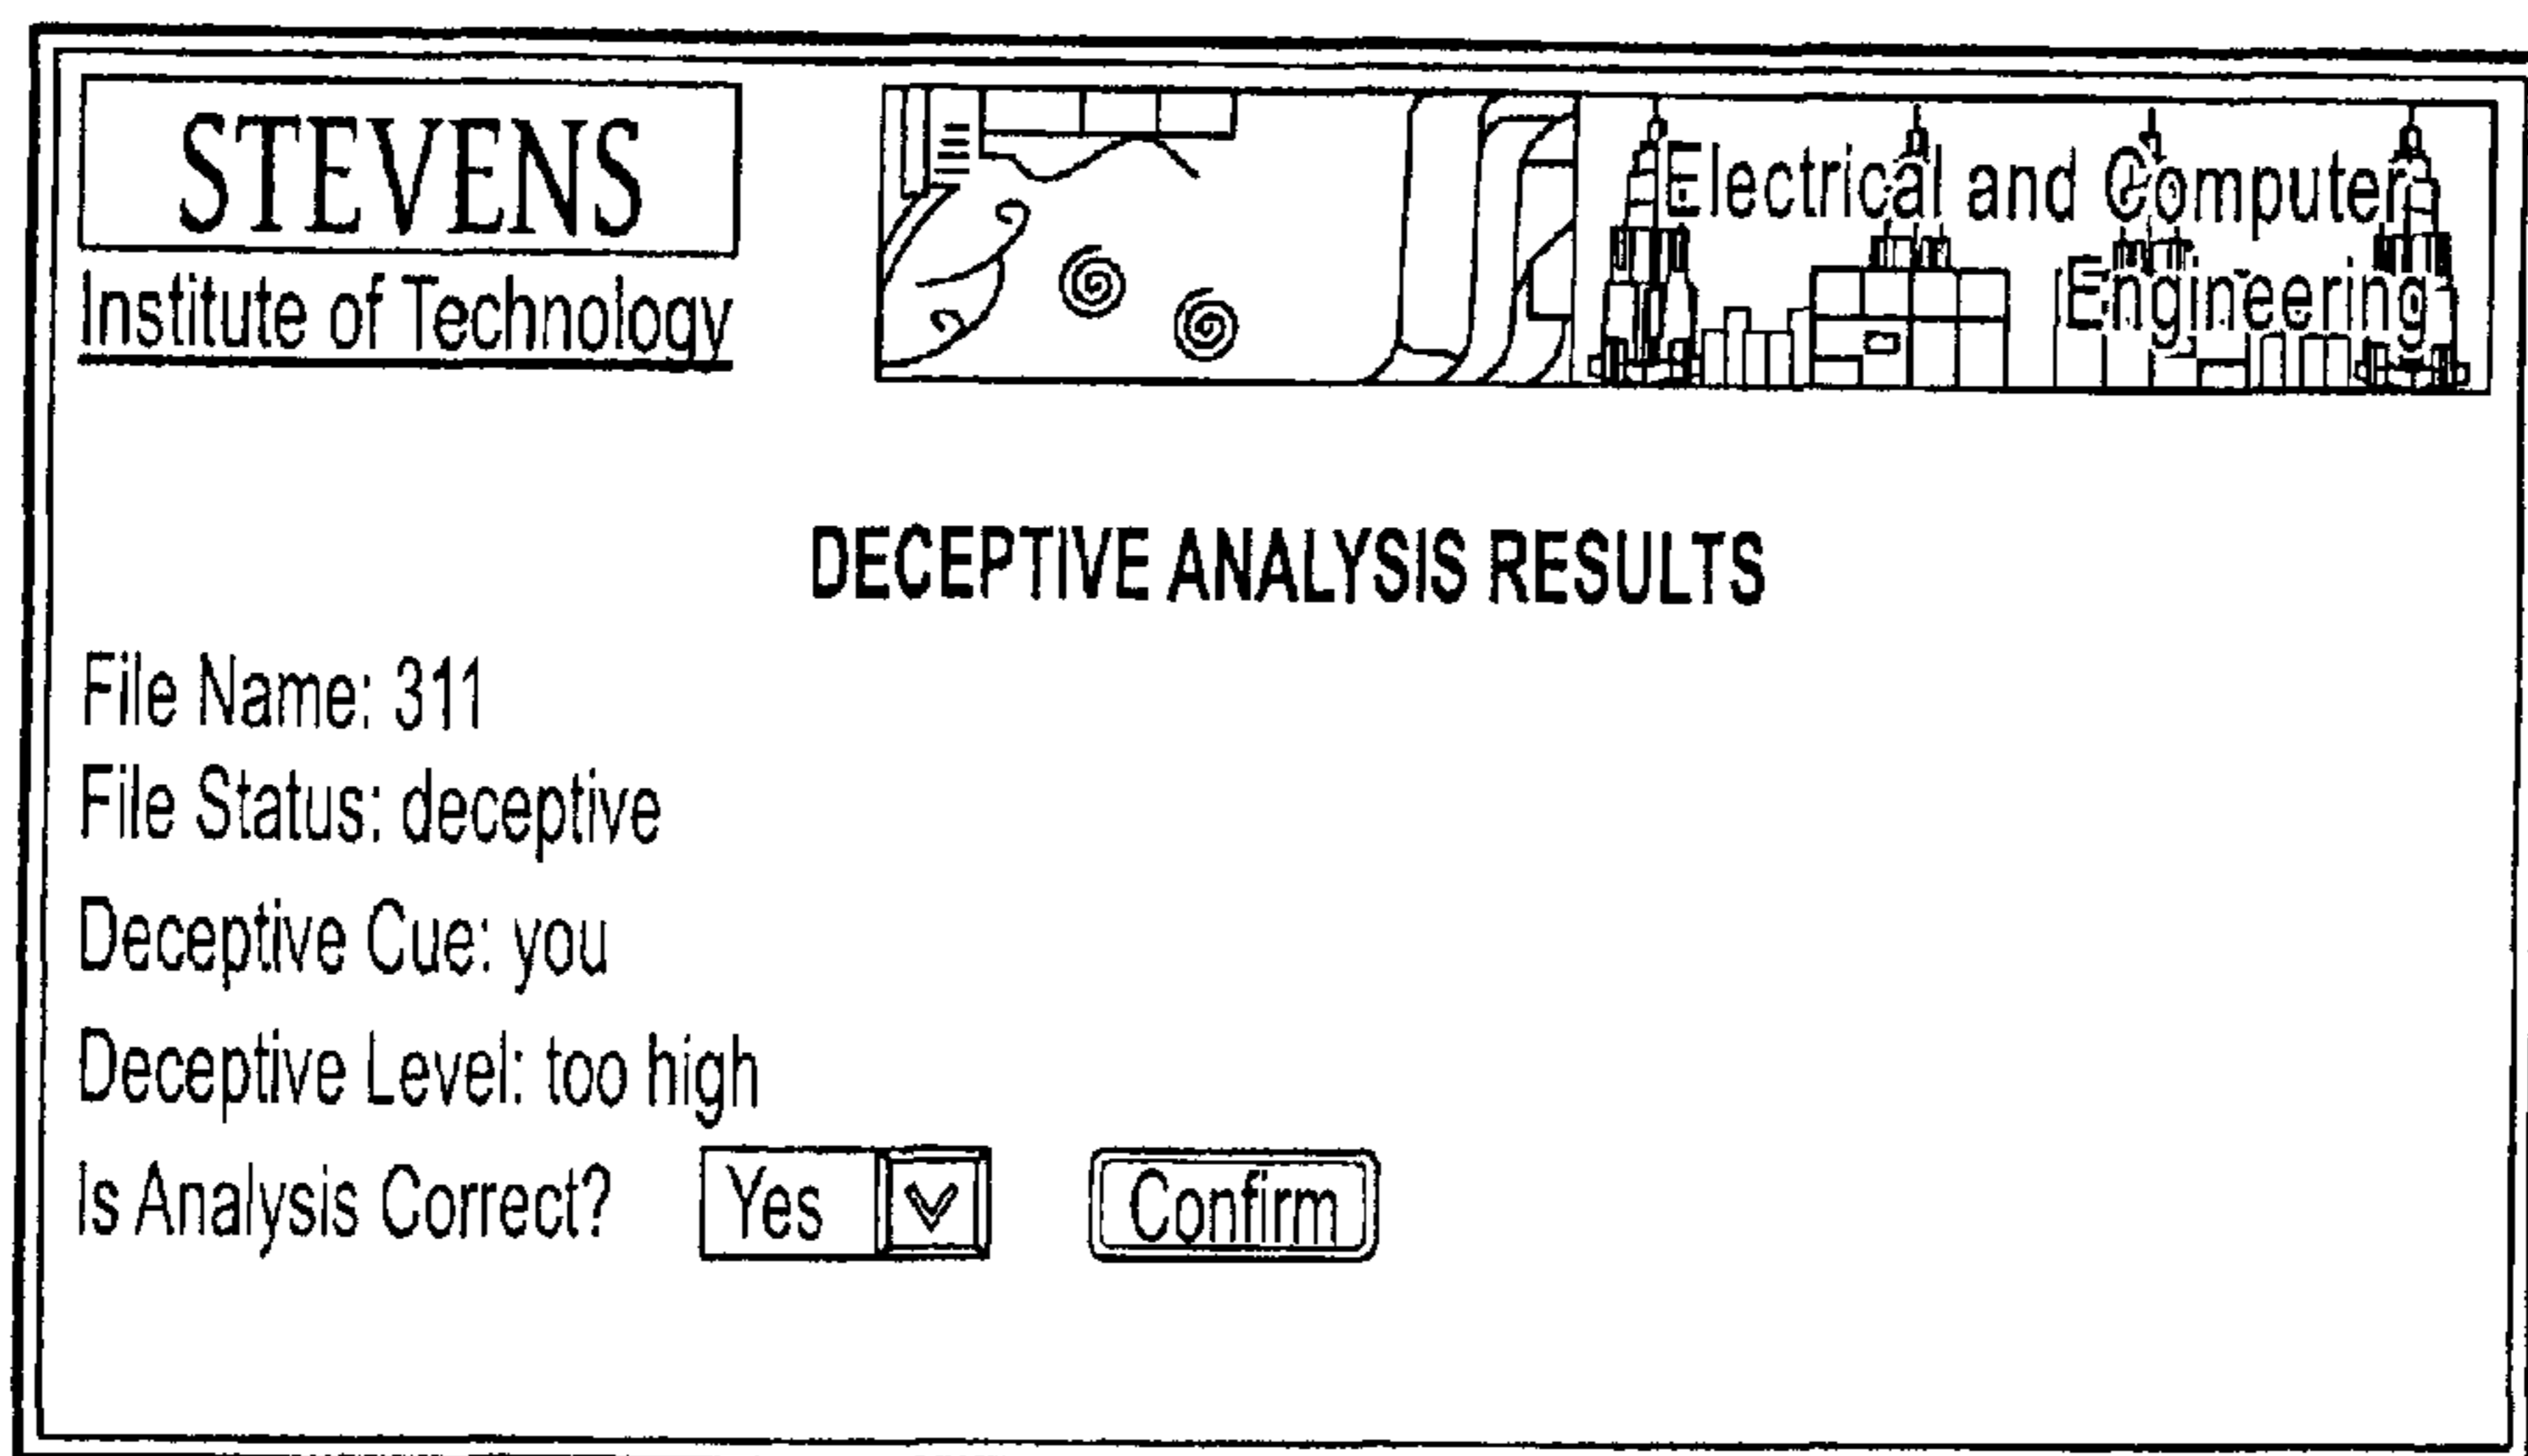 STEVENS
Institute of Technology
Electrical and Computer
Engineering
DECEPTIVE ANALYSIS RESULTS
File Name: 311
File Status: deceptive
Deceptive Cue: you
Deceptive Level: too high
Is Analysis Correct? Yes Confirm